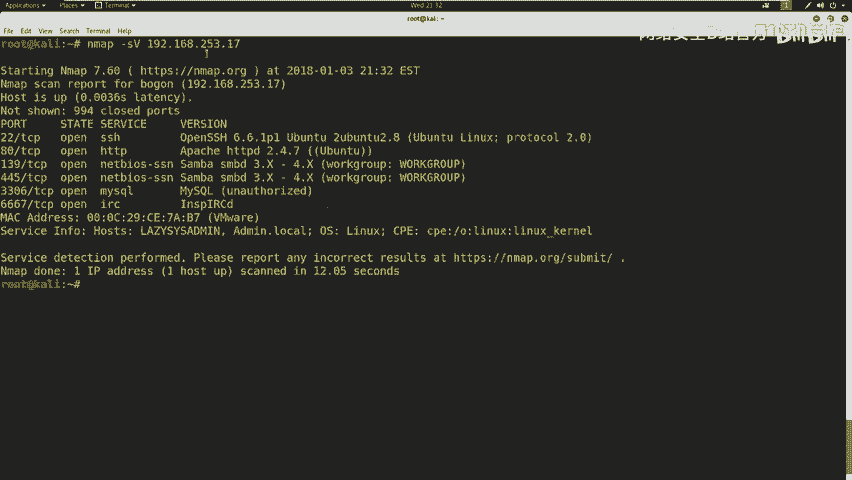 Applications Places Terminal Wed 21:32 1
root@kali: ~
File Edit View Search Terminal Help
root@kali:~# nmap -sV 192.168.253.17
Starting Nmap 7.60 ( https://nmap.org ) at 2018-01-03 21:32 EST
Nmap scan report for bogon (192.168.253.17)
Host is up (0.0036s latency).
Not shown: 994 closed ports
PORT STATE SERVICE VERSION
22/tcp open ssh OpenSSH 6.6.1p1 Ubuntu 2ubuntu2.8 (Ubuntu Linux; protocol 2.0)
80/tcp open http Apache httpd 2.4.7 ((Ubuntu))
139/tcp open netbios-ssn Samba smbd 3.X - 4.X (workgroup: WORKGROUP)
445/tcp open netbios-ssn Samba smbd 3.X - 4.X (workgroup: WORKGROUP)
3306/tcp open mysql MySQL (unauthorized)
6667/tcp open irc InspIRCd
MAC Address: 00:0C:29:CE:7A:B7 (VMware)
Service Info: Hosts: LAZYSYSADMIN, Admin.local; OS: Linux; CPE: cpe:/o:linux:linux_kernel
Service detection performed. Please report any incorrect results at https://nmap.org/submit/ .
Nmap done: 1 IP address (1 host up) scanned in 12.05 seconds
root@kali:~#